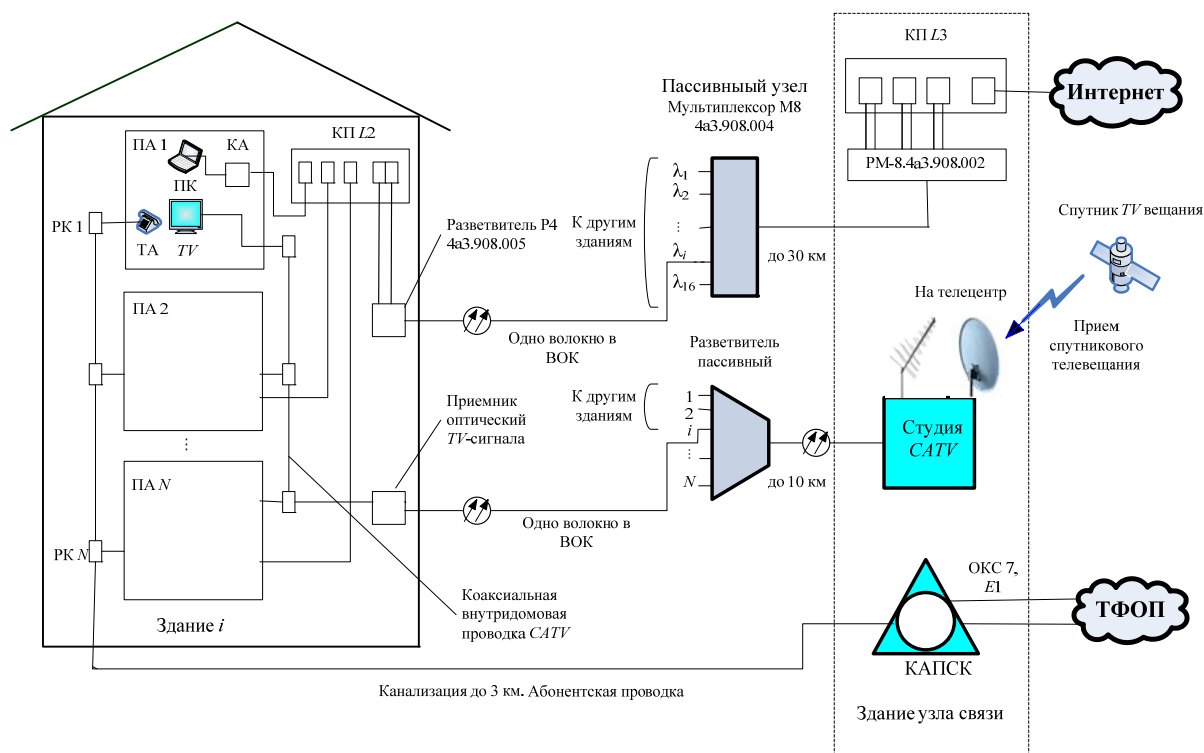 КП L3
Интернет
РМ-8.4а3.908.002
Пассивныый узел
Мультиплексор М8
4а3.908.004
λ1
λ2
⋮
λi
λ16
К другим
зданиям
до 30 км
КП L2
ПА 1
КА
ПК
ТА
TV
РК 1
Разветвитель Р4
4а3.908.005
Одно волокно в
ВОК
Спутник TV вещания
На телецентр
Прием
спутникового
телевещания
ПА 2
⋮
ПА N
РК N
Разветвитель
пассивный
К другим
зданиям
1
2
i
⋮
N
до 10 км
Студия
CATV
Приемник
оптический
TV-сигнала
Одно волокно в
ВОК
Коаксиальная
внутридомовая
проводка CATV
Здание i
ОКС 7,
E1
ТФОП
КАПСК
Канализация до 3 км. Абонентская проводка
Здание узла связи